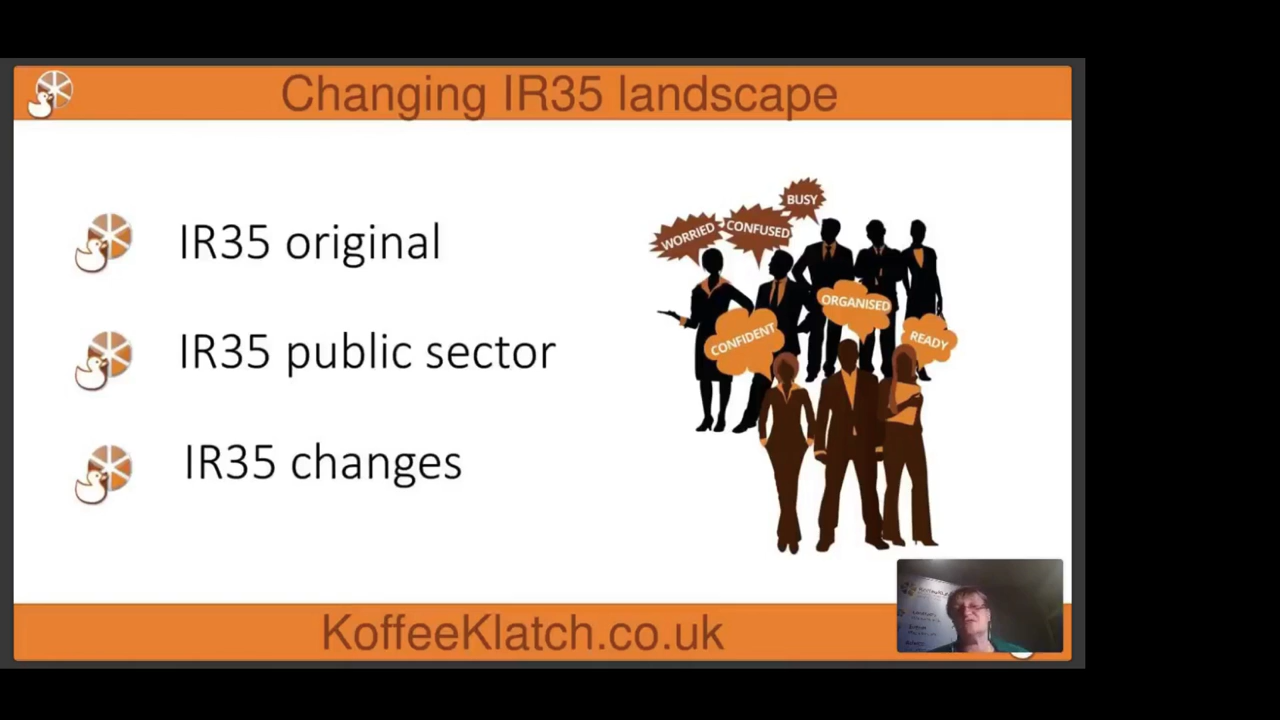 Changing IR35 landscape
IR35 original
IR35 public sector
IR35 changes
BUSY
WORRIED
CONFUSED
ORGANISED
CONFIDENT
READY
KoffeeKlatch.co.uk